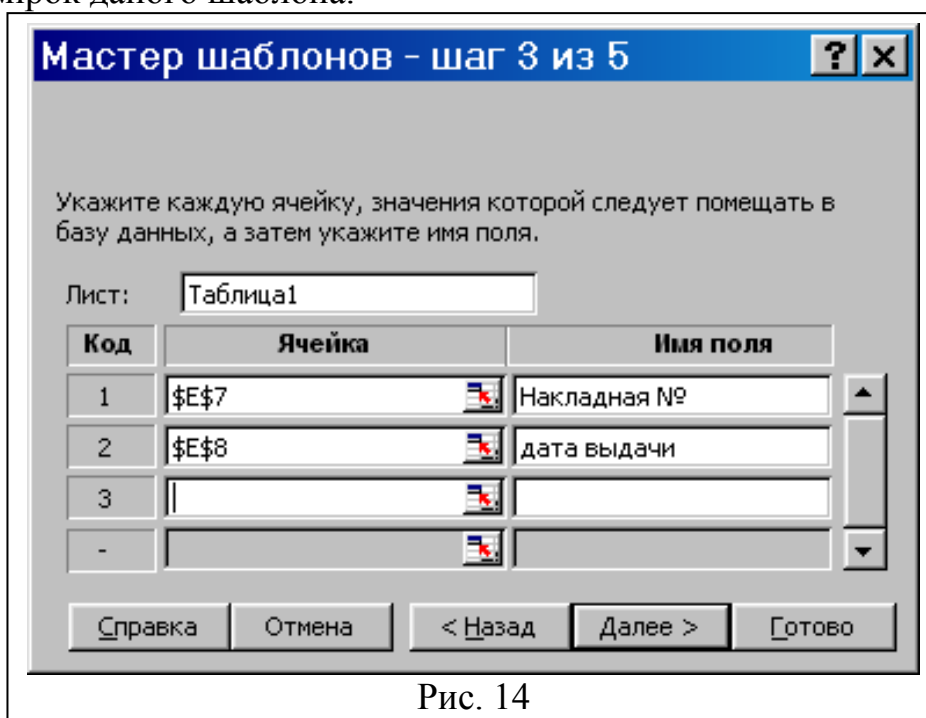 даного шаблона.
Мастер шаблонов - шаг 3 из 5
Укажите каждую ячейку, значения которой следует помещать в
базу данных, а затем укажите имя поля.
Лист: Таблица1
Код Ячейка Имя поля
1 $E$7 Накладная №
2 $E$8 дата выдачи
3
-
Справка Отмена < Назад Далее > Готово
Рис. 14